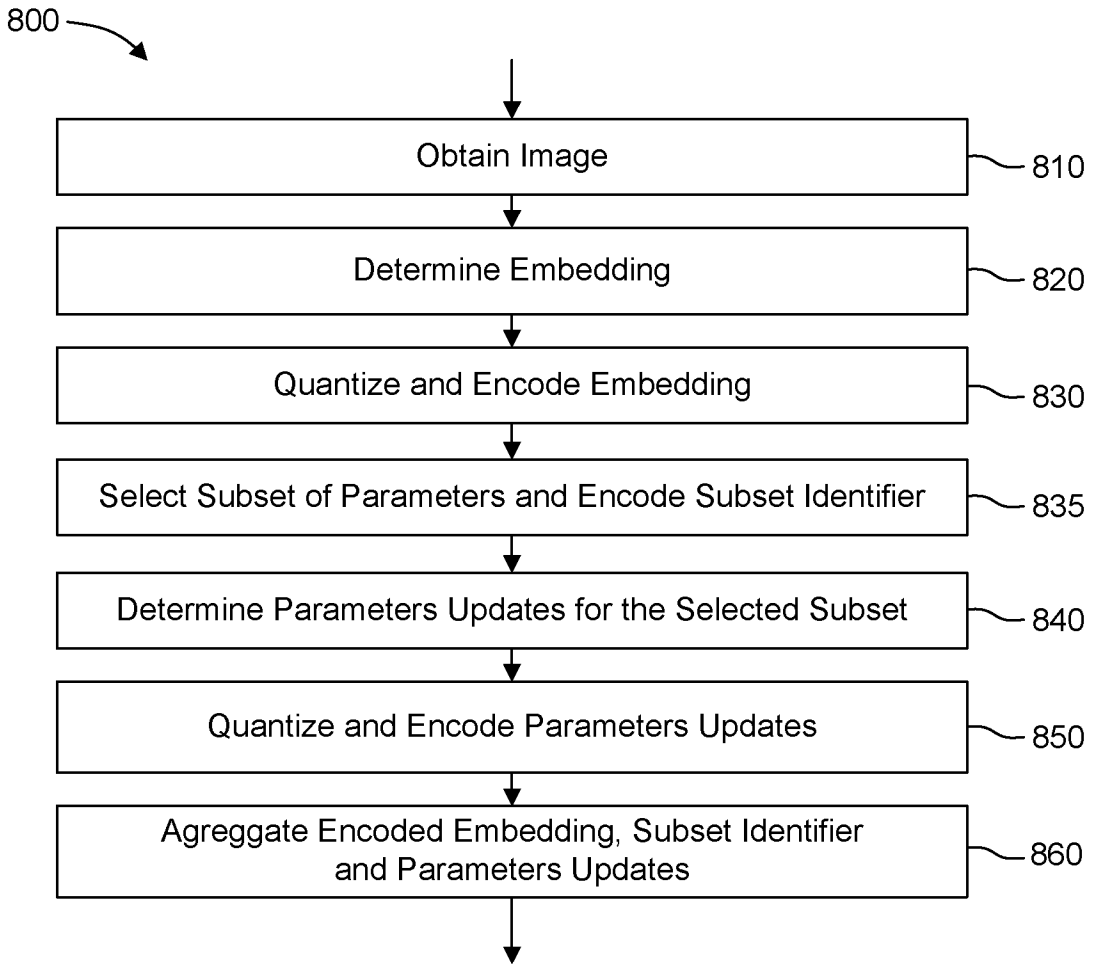 800
Obtain Image
810
Determine Embedding
820
Quantize and Encode Embedding
830
Select Subset of Parameters and Encode Subset Identifier
835
Determine Parameters Updates for the Selected Subset
840
Quantize and Encode Parameters Updates
850
Agreggate Encoded Embedding, Subset Identifier
and Parameters Updates
860